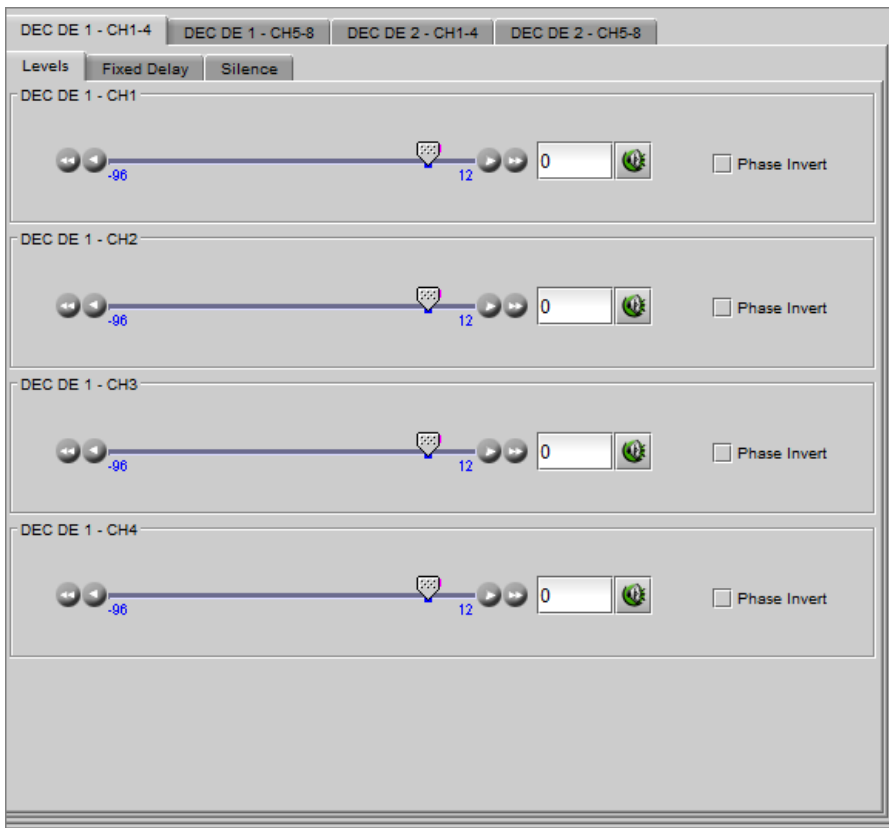 DEC DE 1 - CH1-4 DEC DE 1 - CH5-8 DEC DE 2 - CH1-4 DEC DE 2 - CH5-8
Levels Fixed Delay Silence
DEC DE 1 - CH1
-96 12 0 Phase Invert
DEC DE 1 - CH2
-96 12 0 Phase Invert
DEC DE 1 - CH3
-96 12 0 Phase Invert
DEC DE 1 - CH4
-96 12 0 Phase Invert